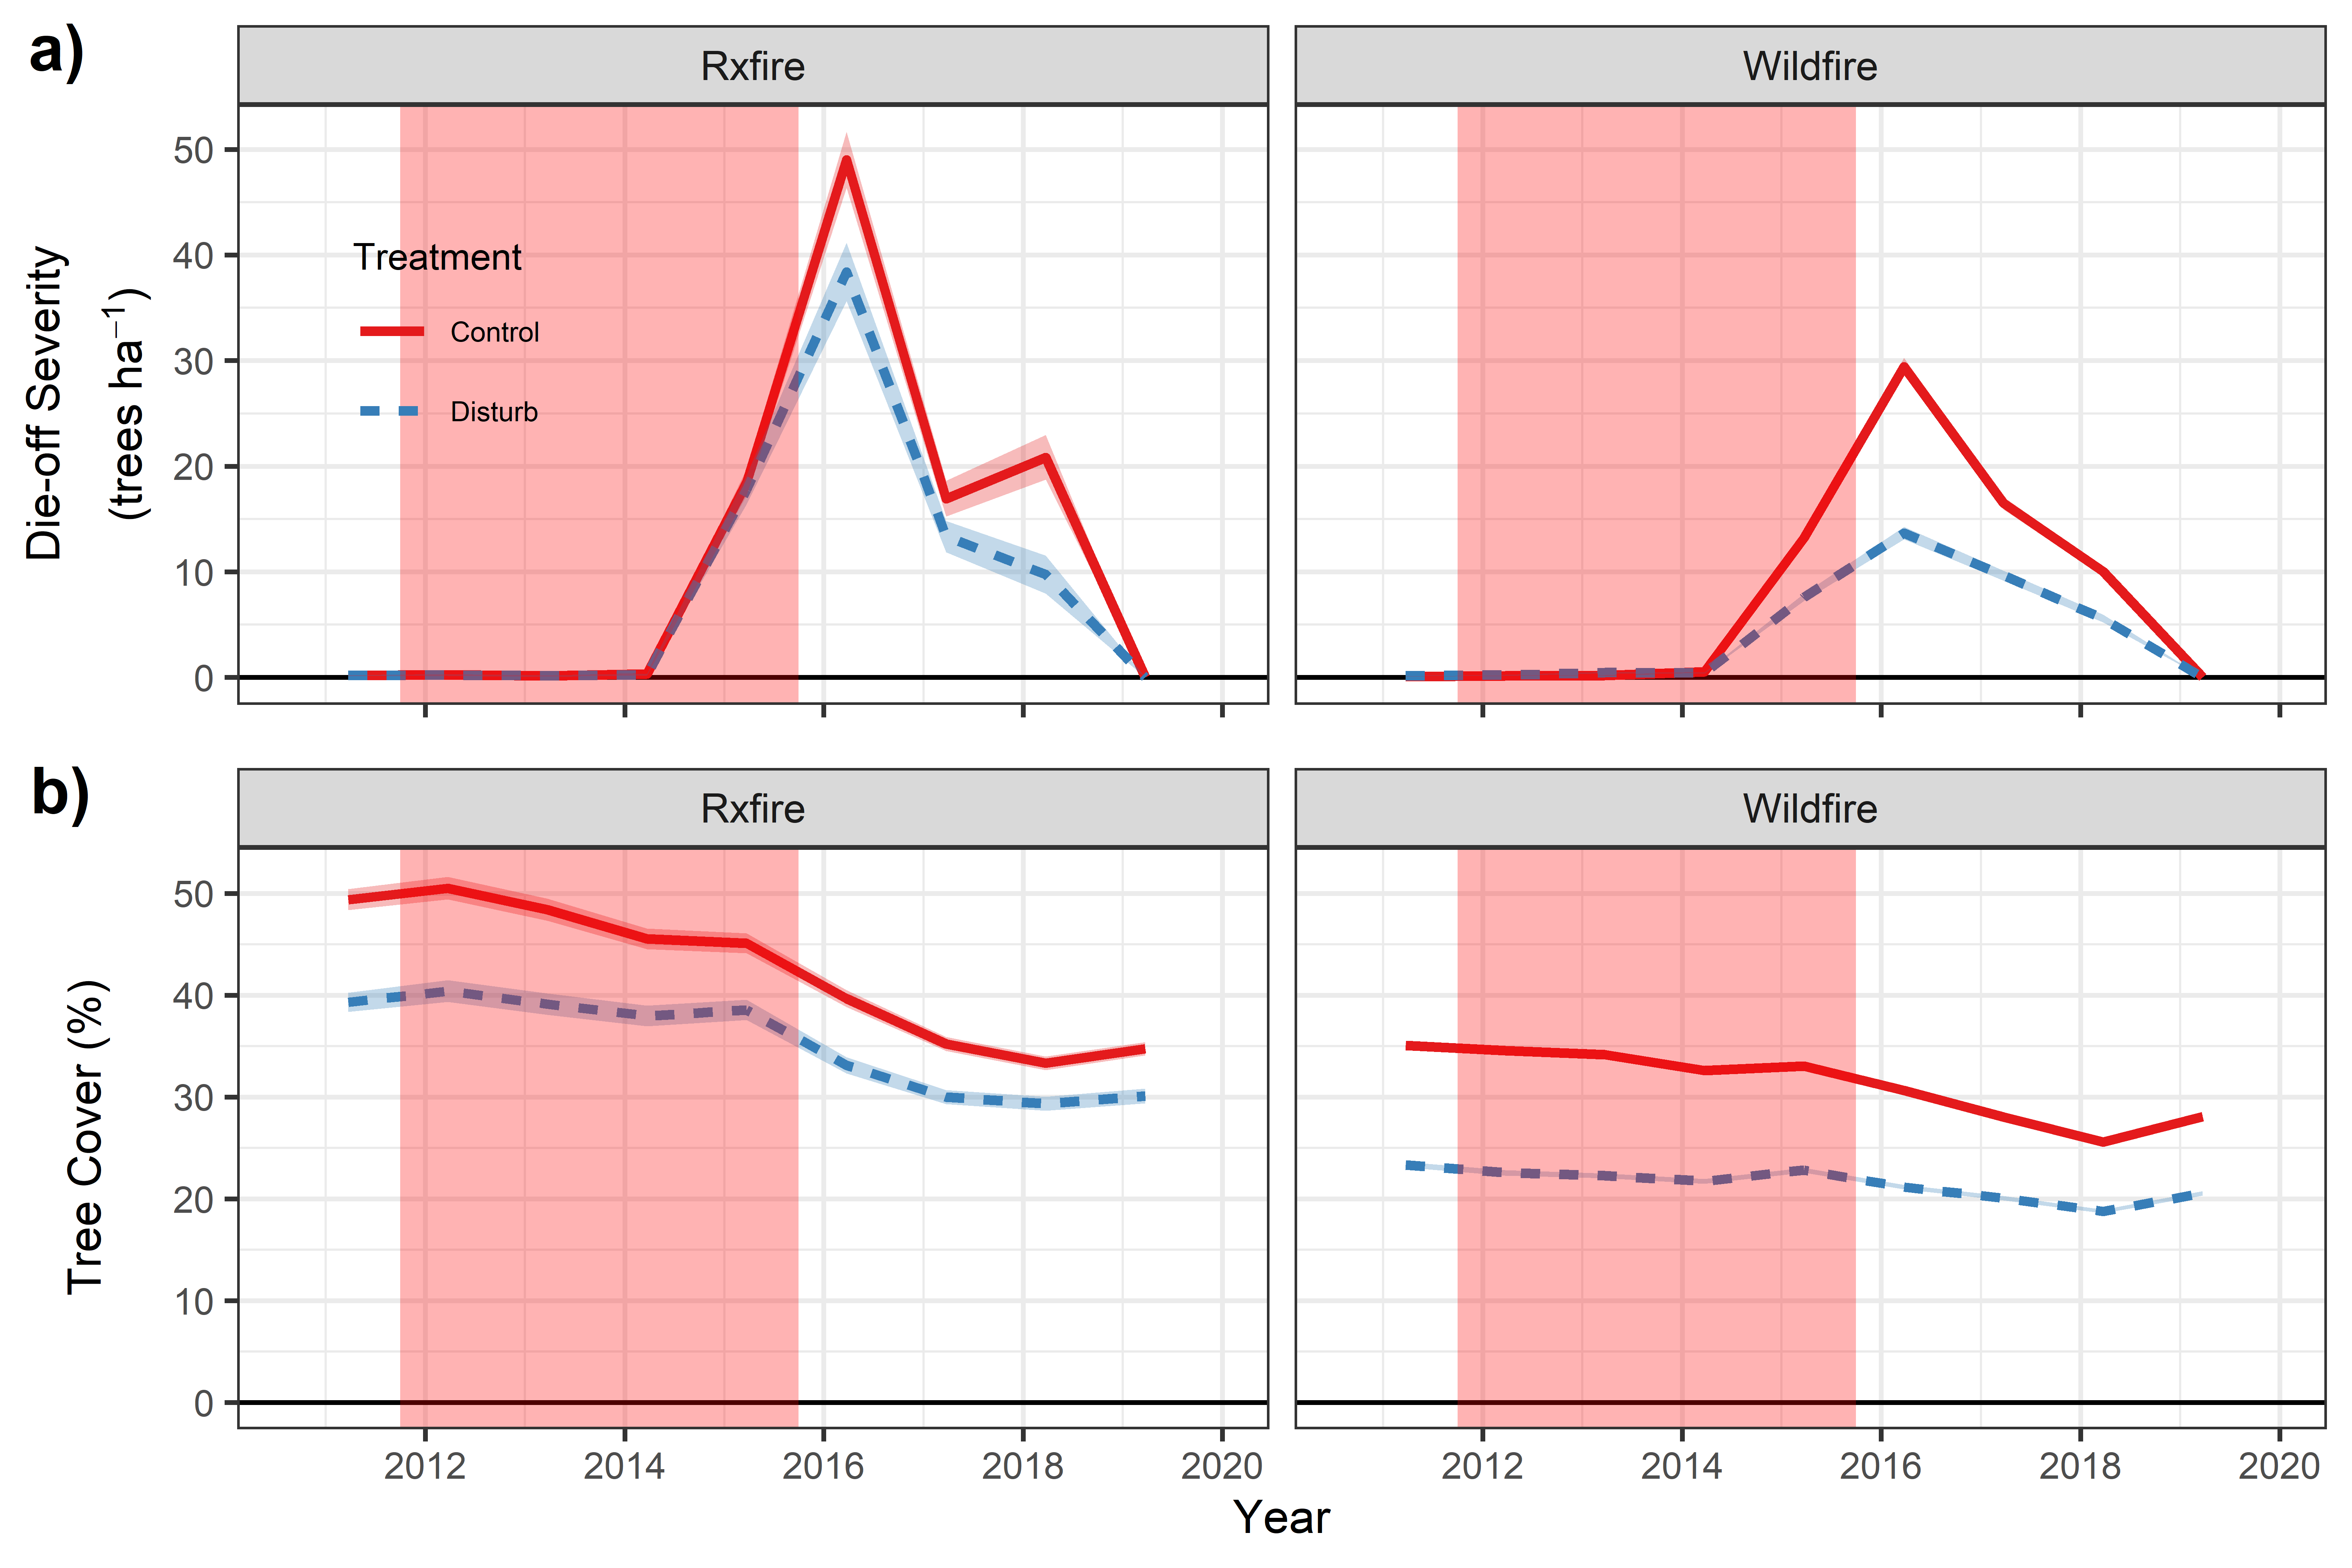 a)
Rxfire
Wildfire
Die-off Severity
(trees ha⁻¹)
50
40
30
20
10
0
Treatment
Control
Disturb
b)
Rxfire
Wildfire
Tree Cover (%)
50
40
30
20
10
0
2012 2014 2016 2018 2020
2012 2014 2016 2018 2020
Year